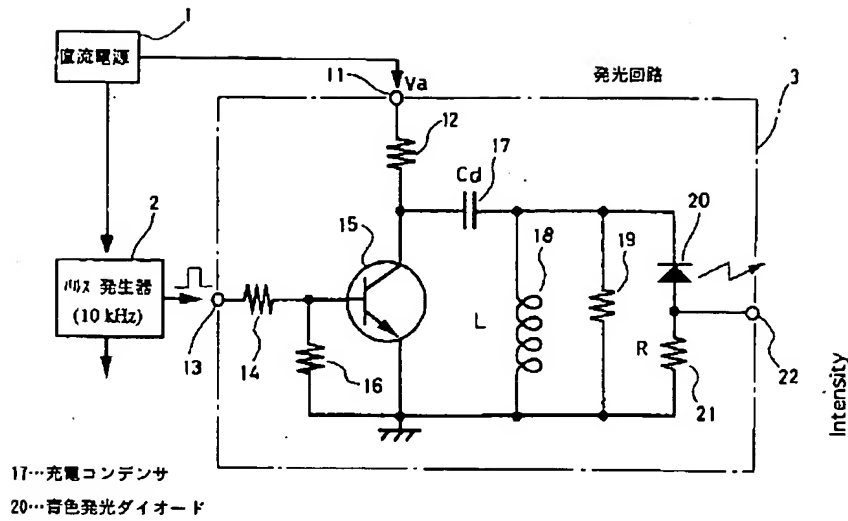 1
直流電源
11
Va
発光回路
3
12
17
Cd
2
15
20
パルス 発生器
(10 kHz)
18
19
L
R
13
14
16
21
22
Intensity
17…充電コンデンサ
20…青色発光ダイオード